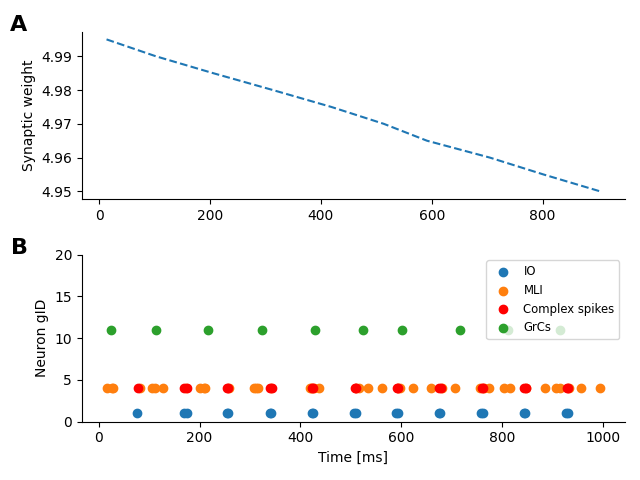 A
Synaptic weight
4.99
4.98
4.97
4.96
4.95
0 200 400 600 800
B
Neuron gID
20
15
10
5
0
IO
MLI
Complex spikes
GrCs
0 200 400 600 800 1000
Time [ms]